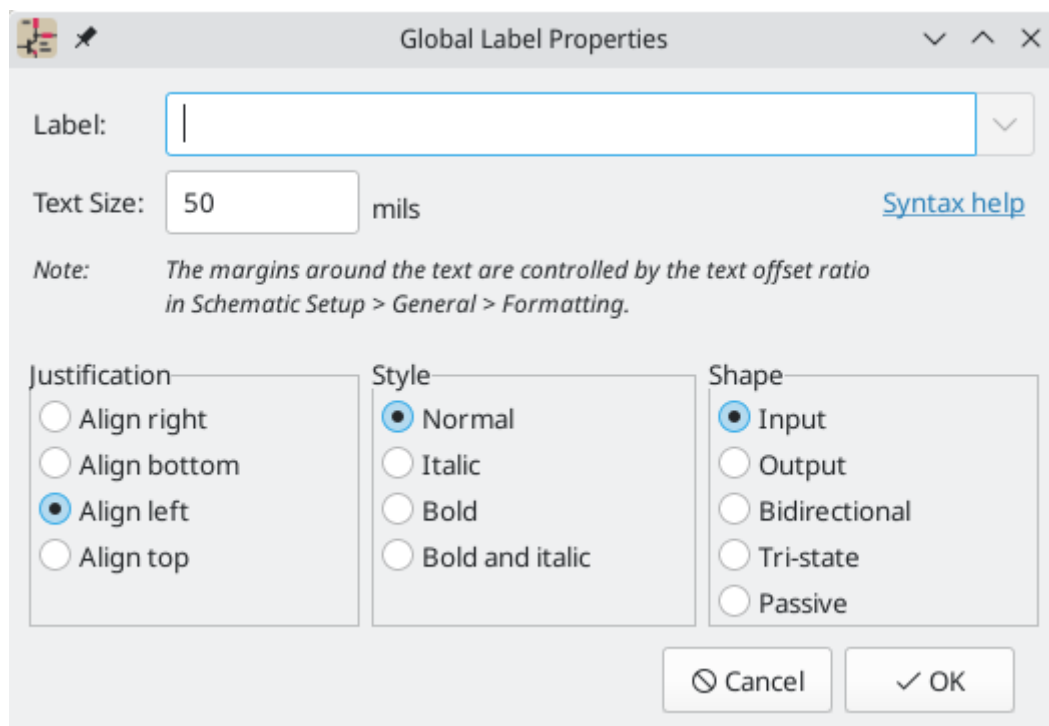 Global Label Properties
Label:
Text Size: 50 mils Syntax help
Note: The margins around the text are controlled by the text offset ratio
in Schematic Setup > General > Formatting.
Justification
Align right
Align bottom
Align left
Align top
Style
Normal
Italic
Bold
Bold and italic
Shape
Input
Output
Bidirectional
Tri-state
Passive
Cancel OK